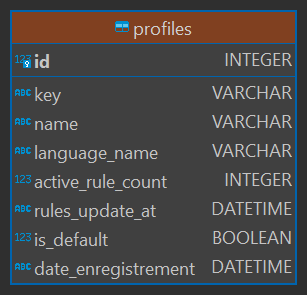 profiles
123 id INTEGER
ABC key VARCHAR
ABC name VARCHAR
ABC language_name VARCHAR
123 active_rule_count INTEGER
ABC rules_update_at DATETIME
123 is_default BOOLEAN
ABC date_enregistrement DATETIME